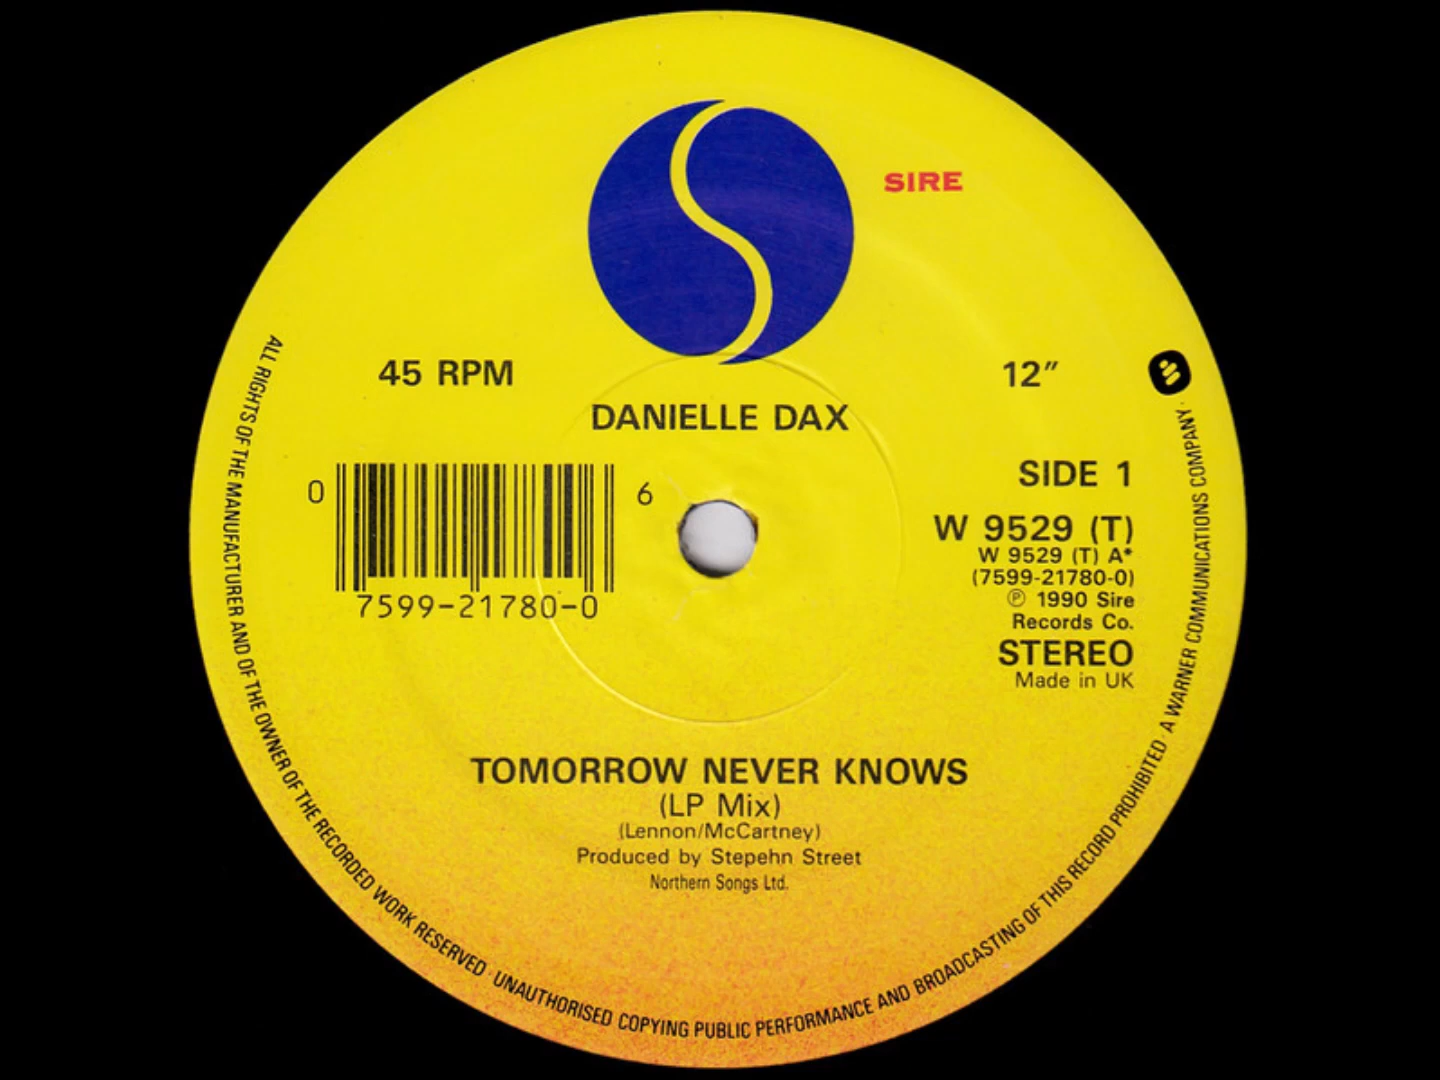 SIRE
45 RPM
12"
DANIELLE DAX
0
6
7599-21780-0
SIDE 1
W 9529 (T)
W 9529 (T) A*
(7599-21780-0)
℗ 1990 Sire
Records Co.
STEREO
Made in UK
TOMORROW NEVER KNOWS
(LP Mix)
(Lennon/McCartney)
Produced by Stepehn Street
Northern Songs Ltd.
ALL RIGHTS OF THE MANUFACTURER AND OF THE OWNER OF THE RECORDED WORK RESERVED · UNAUTHORISED COPYING PUBLIC PERFORMANCE AND BROADCASTING OF THIS RECORD PROHIBITED · A WARNER COMMUNICATIONS COMPANY ·